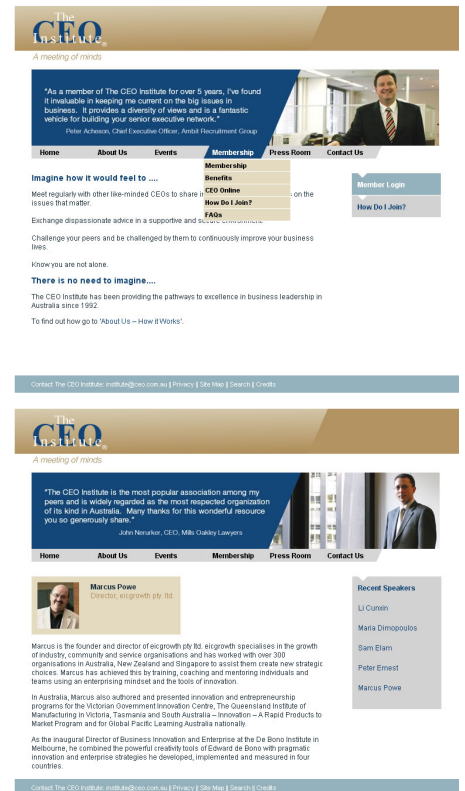 The
CEO
Institute®
A meeting of minds
"As a member of The CEO Institute for over 5 years, I've found
it invaluable in keeping me current on the big issues in
business. It provides a diversity of views and is a fantastic
vehicle for building your senior executive network."
Peter Acheson, Chief Executive Officer, Ambit Recruitment Group
Home About Us Events Membership Press Room Contact Us
Membership
Benefits
CEO Online
How Do I Join?
FAQs
Imagine how it would feel to ....
Meet regularly with other like-minded CEOs to share on the
issues that matter.
Exchange dispassionate advice in a supportive and secure environment.
Challenge your peers and be challenged by them to continuously improve your business
lives.
Know you are not alone.
There is no need to imagine....
The CEO Institute has been providing the pathways to excellence in business leadership in
Australia since 1992.
To find out how go to 'About Us – How it Works'.
Member Login
How Do I Join?
Contact The CEO Institute: institute@ceo.com.au || Privacy || Site Map || Search || Credits
The
CEO
Institute®
A meeting of minds
"The CEO Institute is the most popular association among my
peers and is widely regarded as the most respected organization
of its kind in Australia. Many thanks for this wonderful resource
you so generously share."
John Nerurker, CEO, Mills Oakley Lawyers
Home About Us Events Membership Press Room Contact Us
Marcus Powe
Director, eicgrowth pty. ltd.
Marcus is the founder and director of eicgrowth pty ltd. eicgrowth specialises in the growth
of industry, community and service organisations and has worked with over 300
organisations in Australia, New Zealand and Singapore to assist them create new strategic
choices. Marcus has achieved this by training, coaching and mentoring individuals and
teams using an enterprising mindset and the tools of innovation.
In Australia, Marcus also authored and presented innovation and entrepreneurship
programs for the Victorian Government Innovation Centre, The Queensland Institute of
Manufacturing in Victoria, Tasmania and South Australia – Innovation – A Rapid Products to
Market Program and for Global Pacific Learning Australia nationally.
As the inaugural Director of Business Innovation and Enterprise at the De Bono Institute in
Melbourne, he combined the powerful creativity tools of Edward de Bono with pragmatic
innovation and enterprise strategies he developed, implemented and measured in four
countries.
Recent Speakers
Li Cunxin
Maria Dimopoulos
Sam Elam
Peter Ernest
Marcus Powe
Contact The CEO Institute: institute@ceo.com.au || Privacy || Site Map || Search || Credits